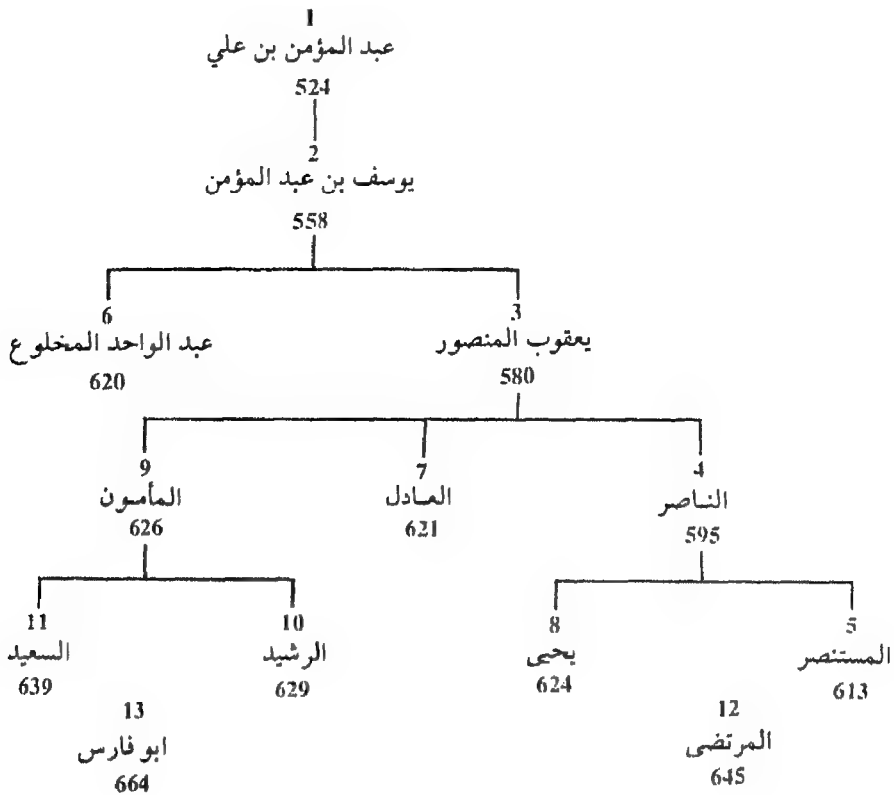 1
عبد المؤمن بن علي
524
2
يوسف بن عبد المؤمن
558
3
يعقوب المنصور
580
6
عبد الواحد المخلوع
620
4
الناصر
595
7
العادل
621
9
المأمون
626
5
المستنصر
613
8
يحيى
624
10
الرشيد
629
11
السعيد
639
12
المرتضى
645
13
ابو فارس
664